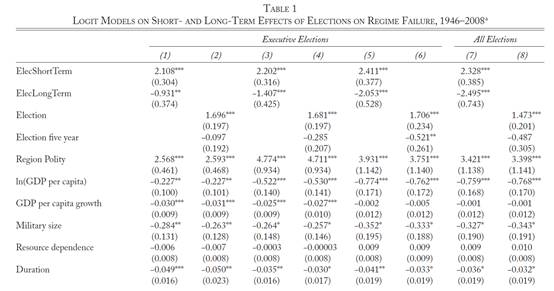 TABLE 1
LOGIT MODELS ON SHORT- AND LONG-TERM EFFECTS OF ELECTIONS ON REGIME FAILURE, 1946–2008ᵃ
Executive Elections All Elections
(1) (2) (3) (4) (5) (6) (7) (8)
ElecShortTerm 2.108*** 2.202*** 2.411*** 2.328***
(0.304) (0.316) (0.377) (0.385)
ElecLongTerm −0.931** −1.407*** −2.053*** −2.495***
(0.374) (0.425) (0.528) (0.743)
Election 1.696*** 1.681*** 1.706*** 1.473***
(0.197) (0.197) (0.234) (0.201)
Election five year −0.097 −0.285 −0.521** −0.487
(0.192) (0.207) (0.261) (0.305)
Region Polity 2.568*** 2.593*** 4.774*** 4.711*** 3.931*** 3.751*** 3.421*** 3.398***
(0.461) (0.468) (0.934) (0.934) (1.142) (1.140) (1.138) (1.141)
ln(GDP per capita) −0.227** −0.227** −0.522*** −0.530*** −0.774*** −0.762*** −0.759*** −0.768***
(0.100) (0.101) (0.140) (0.141) (0.171) (0.172) (0.168) (0.170)
GDP per capita growth −0.030*** −0.031*** −0.025*** −0.027*** −0.002 −0.005 −0.001 −0.001
(0.009) (0.009) (0.009) (0.010) (0.012) (0.012) (0.012) (0.012)
Military size −0.284** −0.263** −0.264* −0.257* −0.352* −0.333* −0.327* −0.343*
(0.131) (0.128) (0.148) (0.146) (0.195) (0.188) (0.190) (0.191)
Resource dependence −0.006 −0.007 −0.0003 −0.00003 0.009 0.009 0.009 0.010
(0.008) (0.008) (0.008) (0.008) (0.008) (0.009) (0.008) (0.008)
Duration −0.049*** −0.050** −0.035** −0.030* −0.041** −0.033* −0.036* −0.032*
(0.016) (0.023) (0.016) (0.017) (0.019) (0.019) (0.019) (0.019)